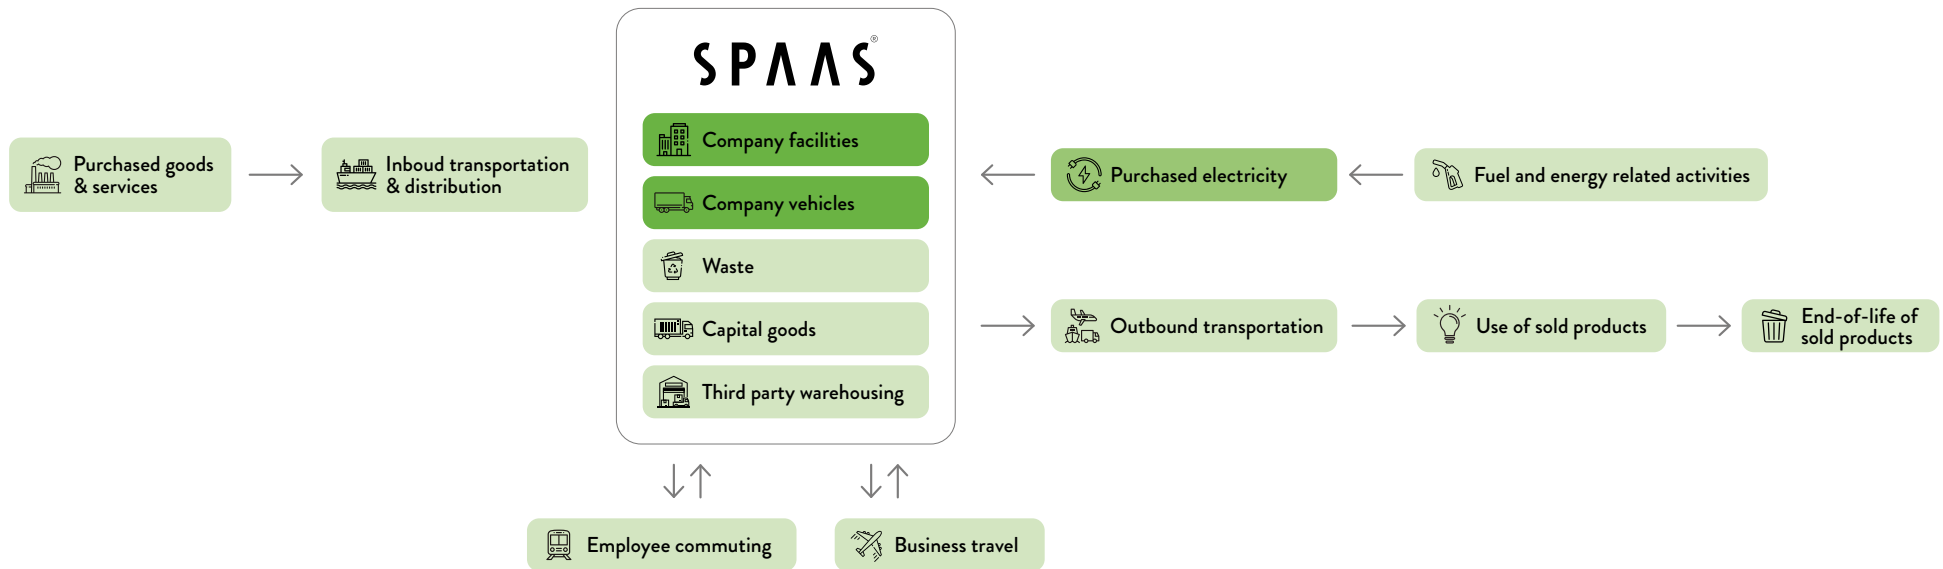 SPAAS®
Purchased goods
& services
Inboud transportation
& distribution
Company facilities
Company vehicles
Waste
Capital goods
Third party warehousing
Purchased electricity
Fuel and energy related activities
Outbound transportation
Use of sold products
End-of-life of
sold products
Employee commuting
Business travel